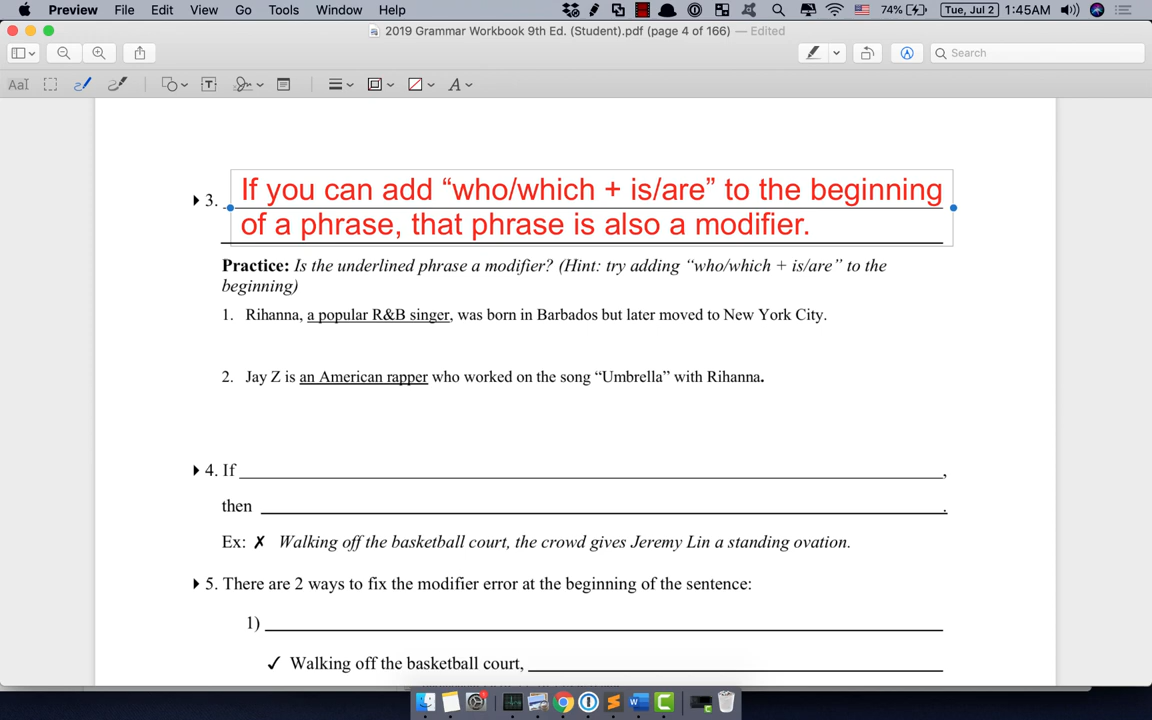 Preview File Edit View Go Tools Window Help 74% Tue, Jul 2 1:45AM
2019 Grammar Workbook 9th Ed. (Student).pdf (page 4 of 166) — Edited
Search
AaI T A
3. If you can add “who/which + is/are” to the beginning
of a phrase, that phrase is also a modifier.
Practice: Is the underlined phrase a modifier? (Hint: try adding “who/which + is/are” to the
beginning)
1. Rihanna, a popular R&B singer, was born in Barbados but later moved to New York City.
2. Jay Z is an American rapper who worked on the song “Umbrella” with Rihanna.
4. If ,
then .
Ex: ✗ Walking off the basketball court, the crowd gives Jeremy Lin a standing ovation.
5. There are 2 ways to fix the modifier error at the beginning of the sentence:
1)
✓ Walking off the basketball court,